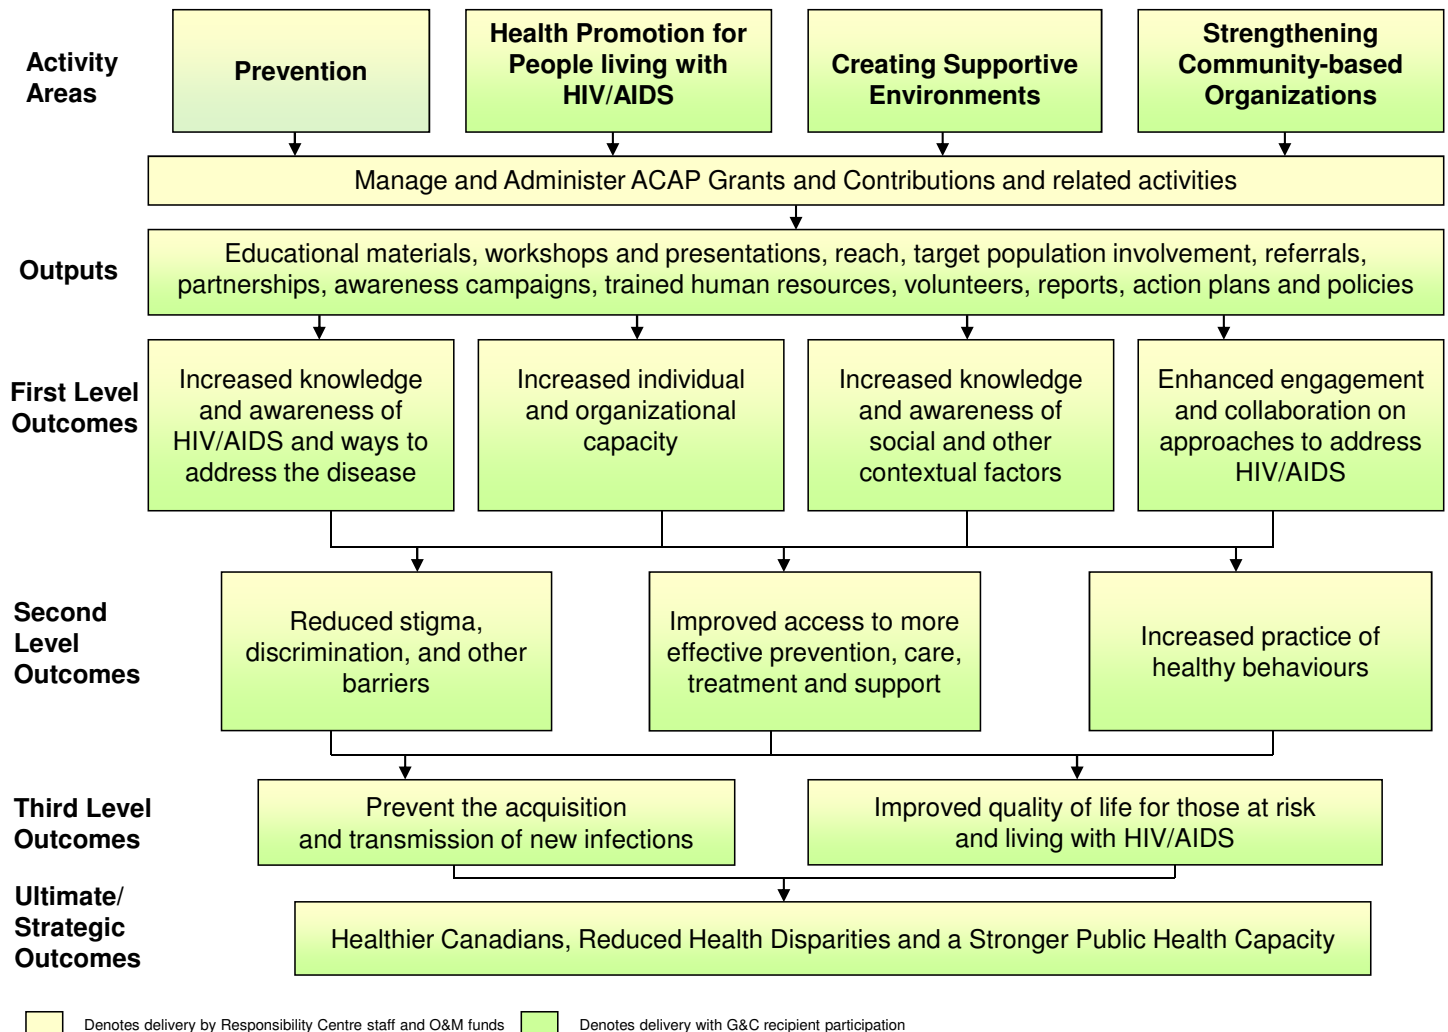 Activity
Areas
Prevention
Health Promotion for
People living with
HIV/AIDS
Creating Supportive
Environments
Strengthening
Community-based
Organizations
Manage and Administer ACAP Grants and Contributions and related activities
Outputs
Educational materials, workshops and presentations, reach, target population involvement, referrals,
partnerships, awareness campaigns, trained human resources, volunteers, reports, action plans and policies
First Level
Outcomes
Increased knowledge
and awareness of
HIV/AIDS and ways to
address the disease
Increased individual
and organizational
capacity
Increased knowledge
and awareness of
social and other
contextual factors
Enhanced engagement
and collaboration on
approaches to address
HIV/AIDS
Second
Level
Outcomes
Reduced stigma,
discrimination, and other
barriers
Improved access to more
effective prevention, care,
treatment and support
Increased practice of
healthy behaviours
Third Level
Outcomes
Prevent the acquisition
and transmission of new infections
Improved quality of life for those at risk
and living with HIV/AIDS
Ultimate/
Strategic
Outcomes
Healthier Canadians, Reduced Health Disparities and a Stronger Public Health Capacity
Denotes delivery by Responsibility Centre staff and O&M funds
Denotes delivery with G&C recipient participation